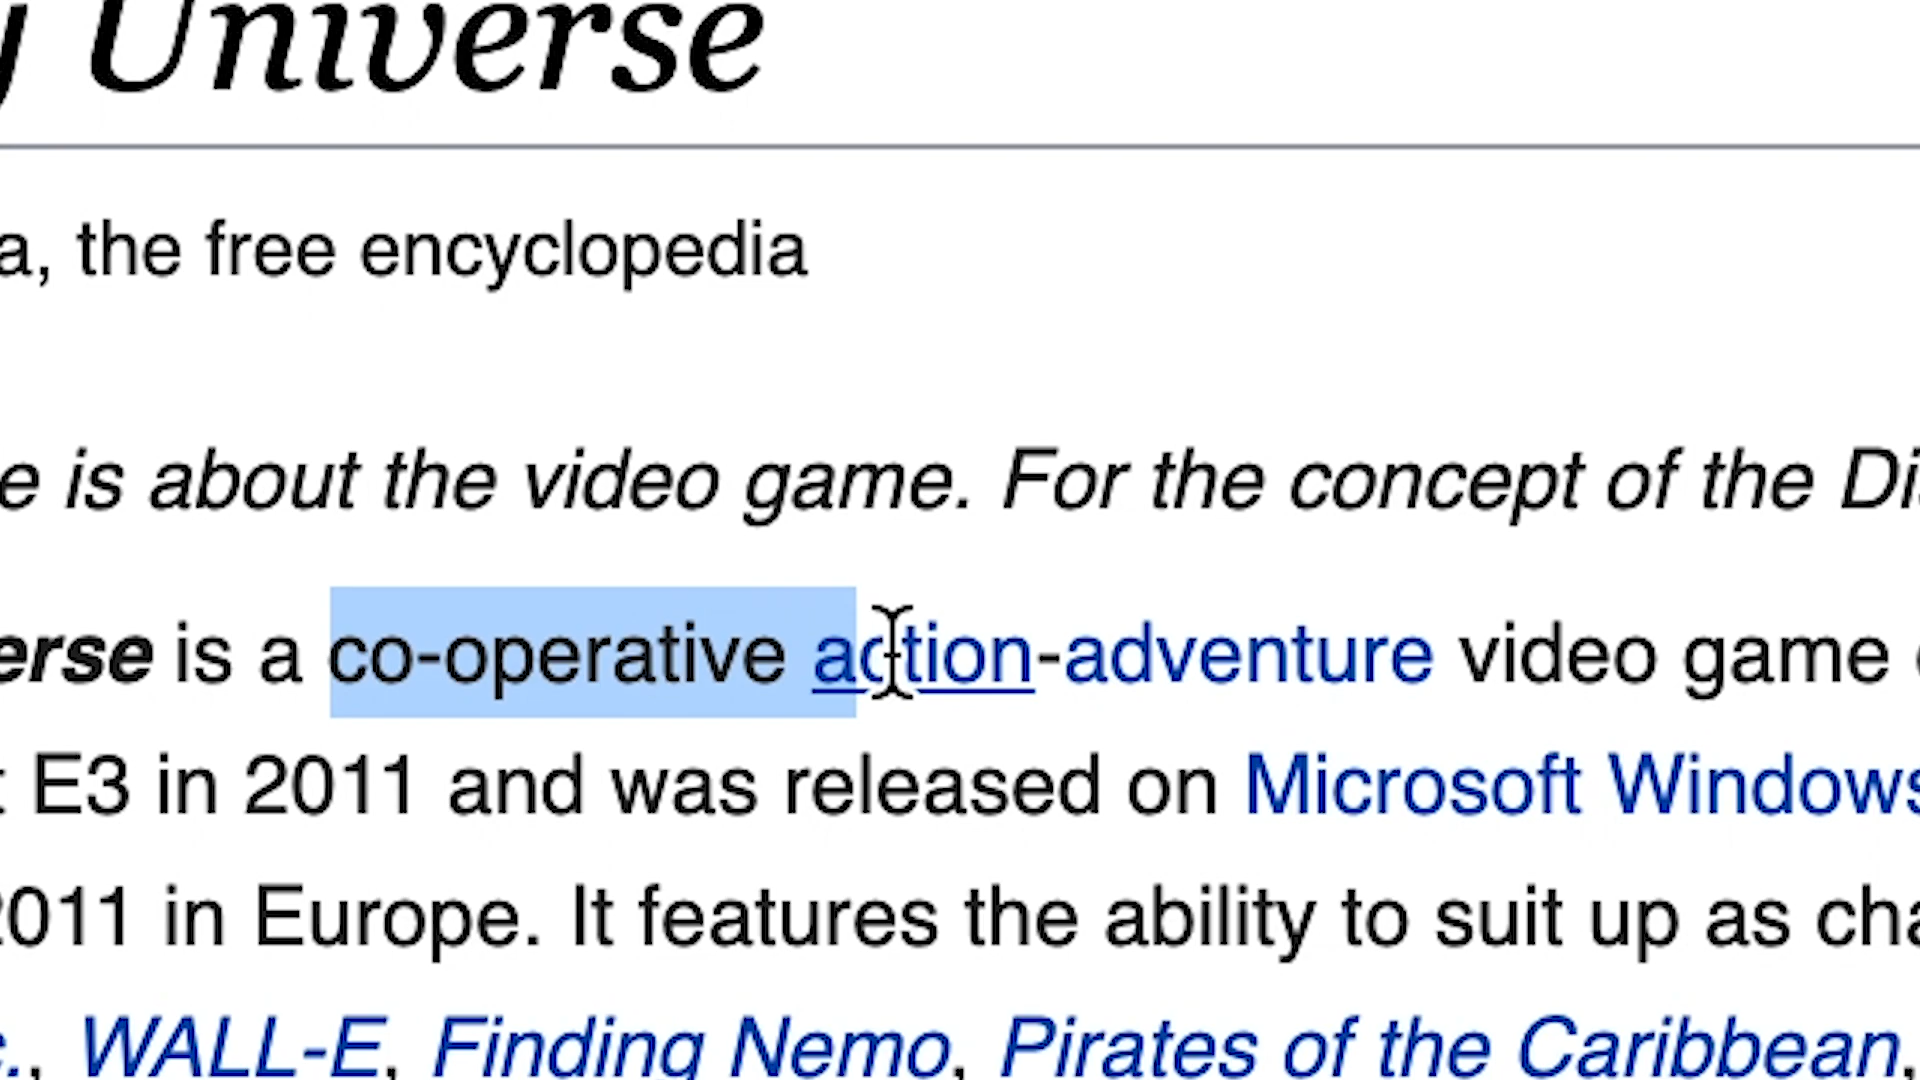 Universe
a, the free encyclopedia
e is about the video game. For the concept of the Dis
erse is a co-operative action-adventure video game
E3 in 2011 and was released on Microsoft Windows
2011 in Europe. It features the ability to suit up as cha
c., WALL-E, Finding Nemo, Pirates of the Caribbean,